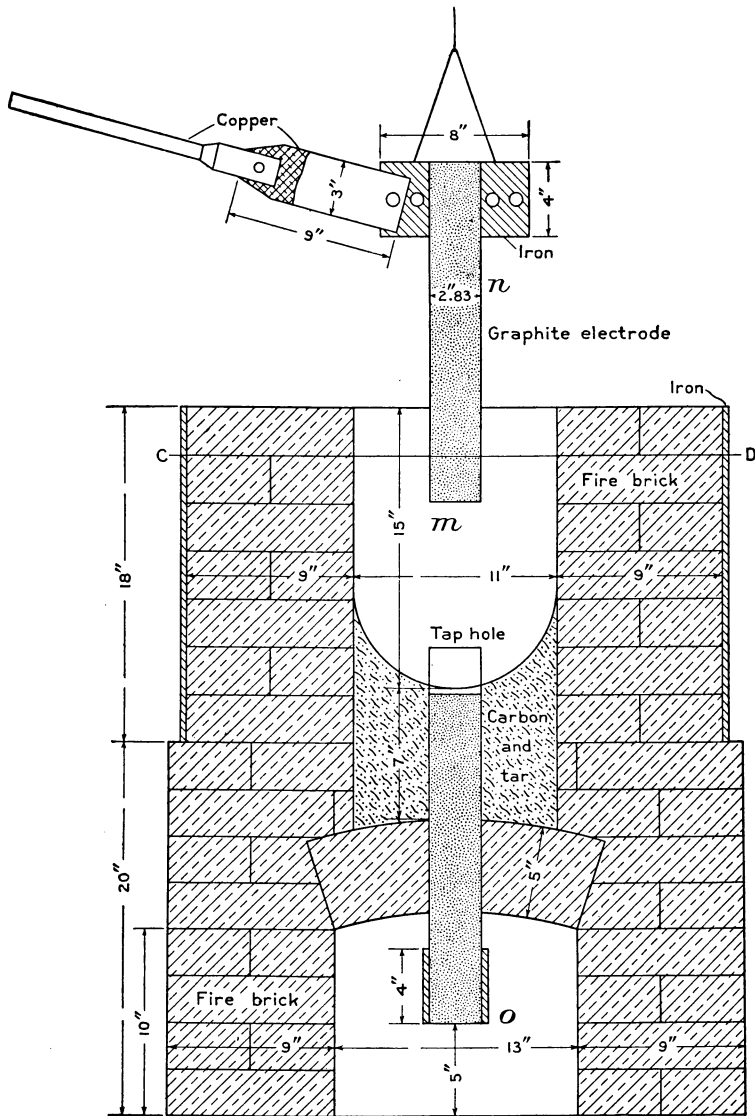 Copper
8"
3"
4"
9"
Iron
2.83"
n
Graphite electrode
Iron
C
D
Fire brick
m
15"
18"
9"
11"
9"
Tap hole
Carbon
and
tar
7"
20"
5"
4"
Fire brick
o
10"
9"
13"
9"
5"